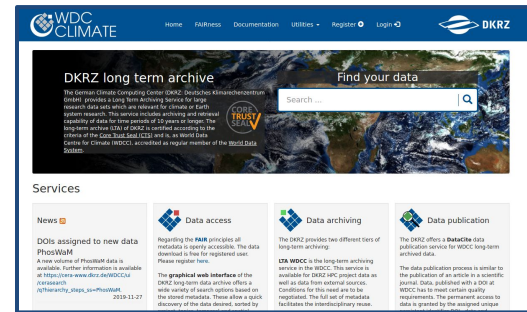 WDC
CLIMATE
Home FAIRness Documentation Utilities Register Login
DKRZ
DKRZ long term archive
The German Climate Computing Center (DKRZ: Deutsches Klimarechenzentrum
GmbH) provides a Long Term Archiving Service for large
research data sets which are relevant for climate or Earth
system research. This service includes archiving and retrieval
capability of data for time periods of 10 years or longer. The
long-term archive (LTA) of DKRZ is certified according to the
criteria of the Core Trust Seal (CTS) and is, as World Data
Centre for Climate (WDCC), accredited as regular member of the World Data
System.
CORE
TRUST
SEAL
Find your data
Search ...
Services
News
DOIs assigned to new data
PhosWaM
A new volume of PhosWaM data is
available. Further information is available
at https://cera-www.dkrz.de/WDCC/ui
/cerasearch
/q?hierarchy_steps_ss=PhosWaM.
2019-11-27
Data access
Regarding the FAIR principles all
metadata is openly accessible. The data
download is free for registered user.
Please register here.
The graphical web interface of the
DKRZ long-term data archive offers a
wide variety of search options based on
the stored metadata. These allow a quick
discovery of the data desired, sorted by
Data archiving
The DKRZ provides two different tiers of
long-term archiving:
LTA WDCC is the long-term archiving
service in the WDCC. This service is
available for DKRZ HPC project data as
well as data from external sources.
Conditions for this need are to be
negotiated. The full set of metadata
facilitates the interdisciplinary reuse.
Data publication
The DKRZ offers a DataCite data
publication service for WDCC long-term
archived data.
The data publication process is similar to
the publication of an article in a scientific
journal. Data, published with a DOI at
WDCC has to meet certain quality
requirements. The permanent access to
data is granted by the assigned unique